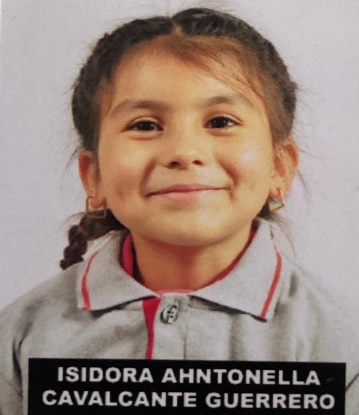 ISIDORA AHNTONELLA
CAVALCANTE GUERRERO